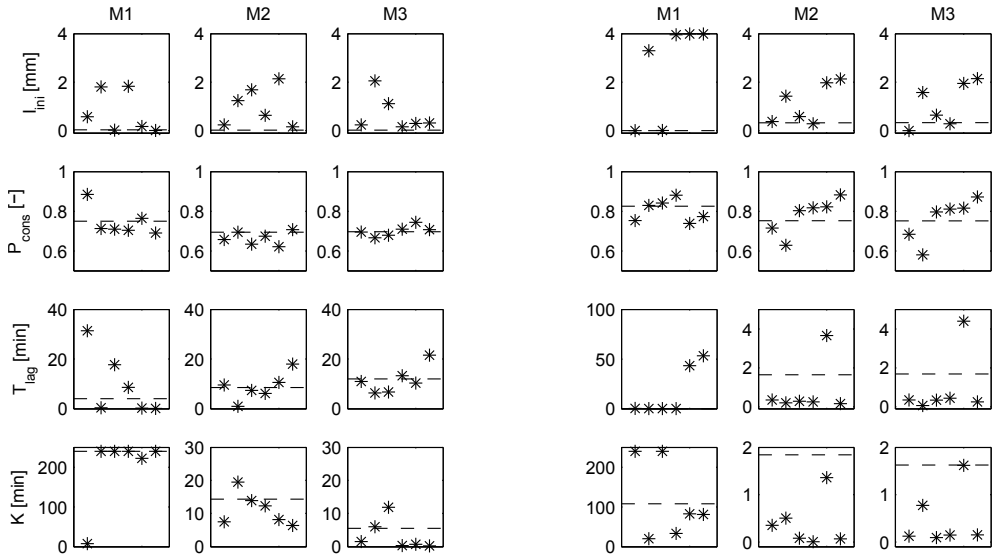 M1 M2 M3 M1 M2 M3
I_ini [mm]
4 4 4 4 4 4
2 2 2 2 2 2
0 0 0 0 0 0
P_cons [−]
1 1 1 1 1 1
0.8 0.8 0.8 0.8 0.8 0.8
0.6 0.6 0.6 0.6 0.6 0.6
T_lag [min]
40 40 40 100 4 4
20 20 20 50 2 2
0 0 0 0 0 0
K [min]
200 30 30 200 2 2
100 20 20 100 1 1
10 10
0 0 0 0 0 0